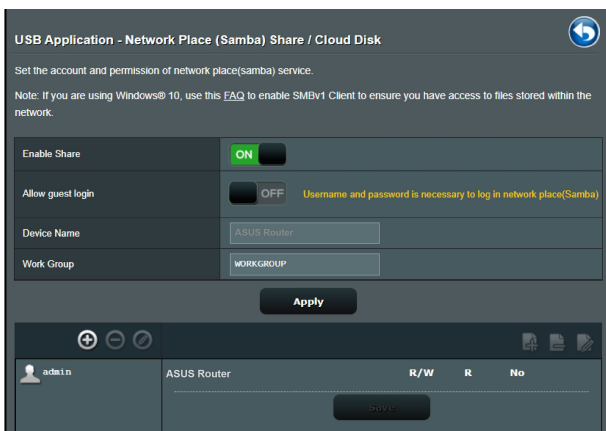 USB Application - Network Place (Samba) Share / Cloud Disk
Set the account and permission of network place(samba) service.
Note: If you are using Windows® 10, use this FAQ to enable SMBv1 Client to ensure you have access to files stored within the
network.
Enable Share ON
Allow guest login OFF Username and password is necessary to log in network place(Samba)
Device Name ASUS Router
Work Group WORKGROUP
Apply
admin ASUS Router R/W R No
Save